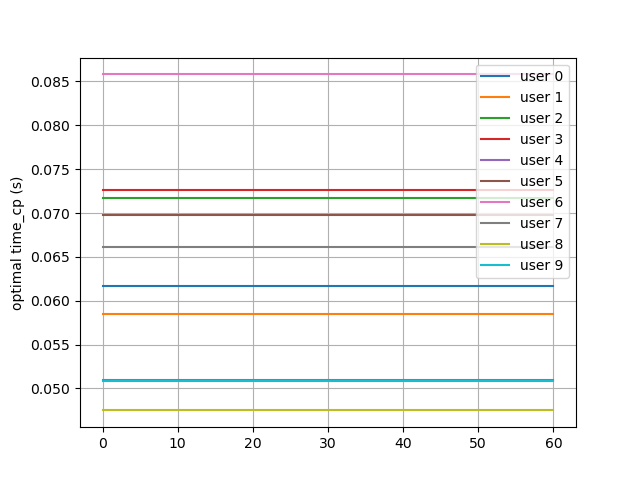 optimal time_cp (s)
0.085
0.080
0.075
0.070
0.065
0.060
0.055
0.050
0
10
20
30
40
50
60
user 0
user 1
user 2
user 3
user 4
user 5
user 6
user 7
user 8
user 9